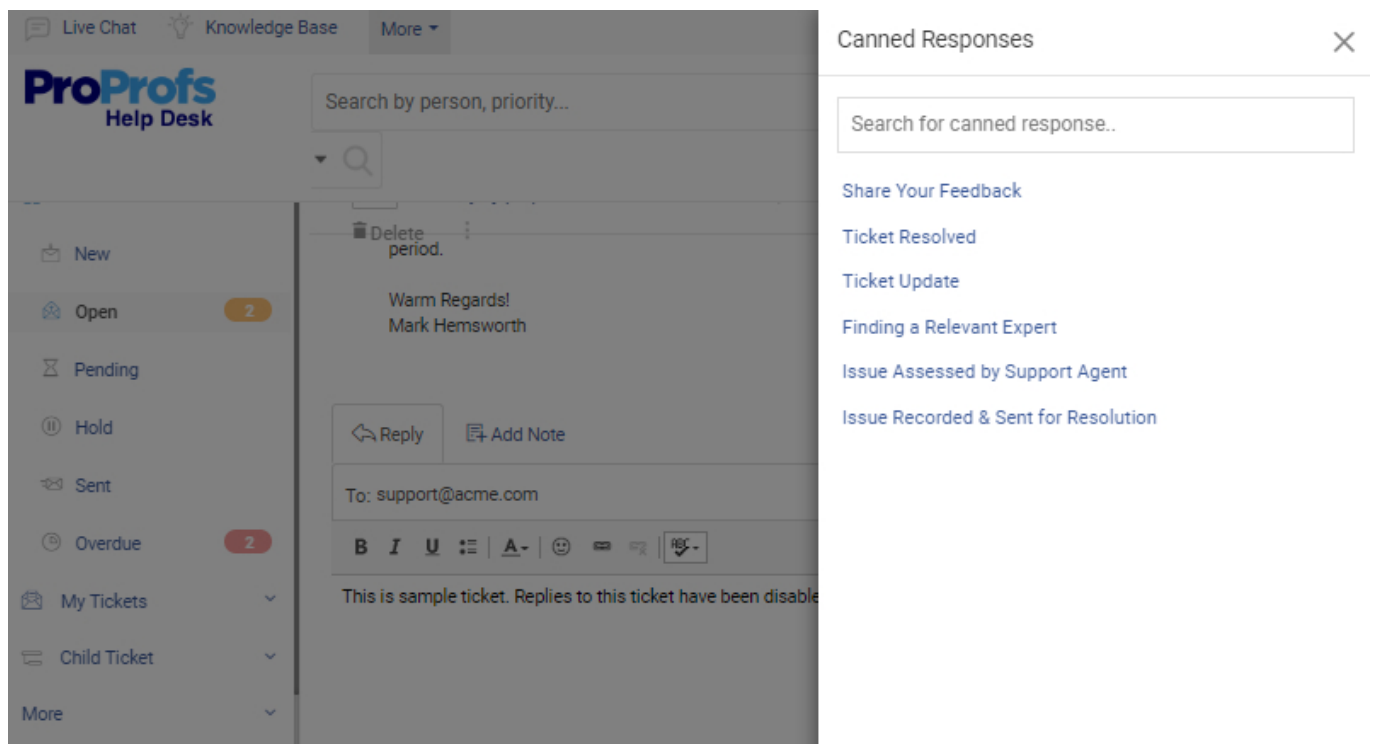 Live Chat
Knowledge Base
More
ProProfs
Help Desk
Search by person, priority...
New
Open 2
Pending
Hold
Sent
Overdue 2
My Tickets
Child Ticket
More
Delete
period.
Warm Regards!
Mark Hemsworth
Reply
Add Note
To: support@acme.com
B I U A ABC
This is sample ticket. Replies to this ticket have been disable
Canned Responses
Search for canned response..
Share Your Feedback
Ticket Resolved
Ticket Update
Finding a Relevant Expert
Issue Assessed by Support Agent
Issue Recorded & Sent for Resolution